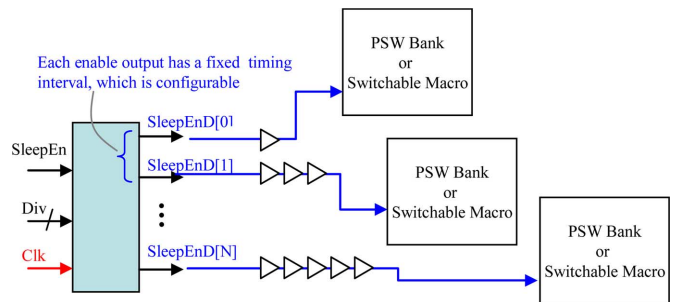 PSW Bank
or
Switchable Macro
Each enable output has a fixed timing
interval, which is configurable
SleepEnD[0]
SleepEn
SleepEnD[1]
PSW Bank
or
Switchable Macro
Div
Clk
SleepEnD[N]
PSW Bank
or
Switchable Macro